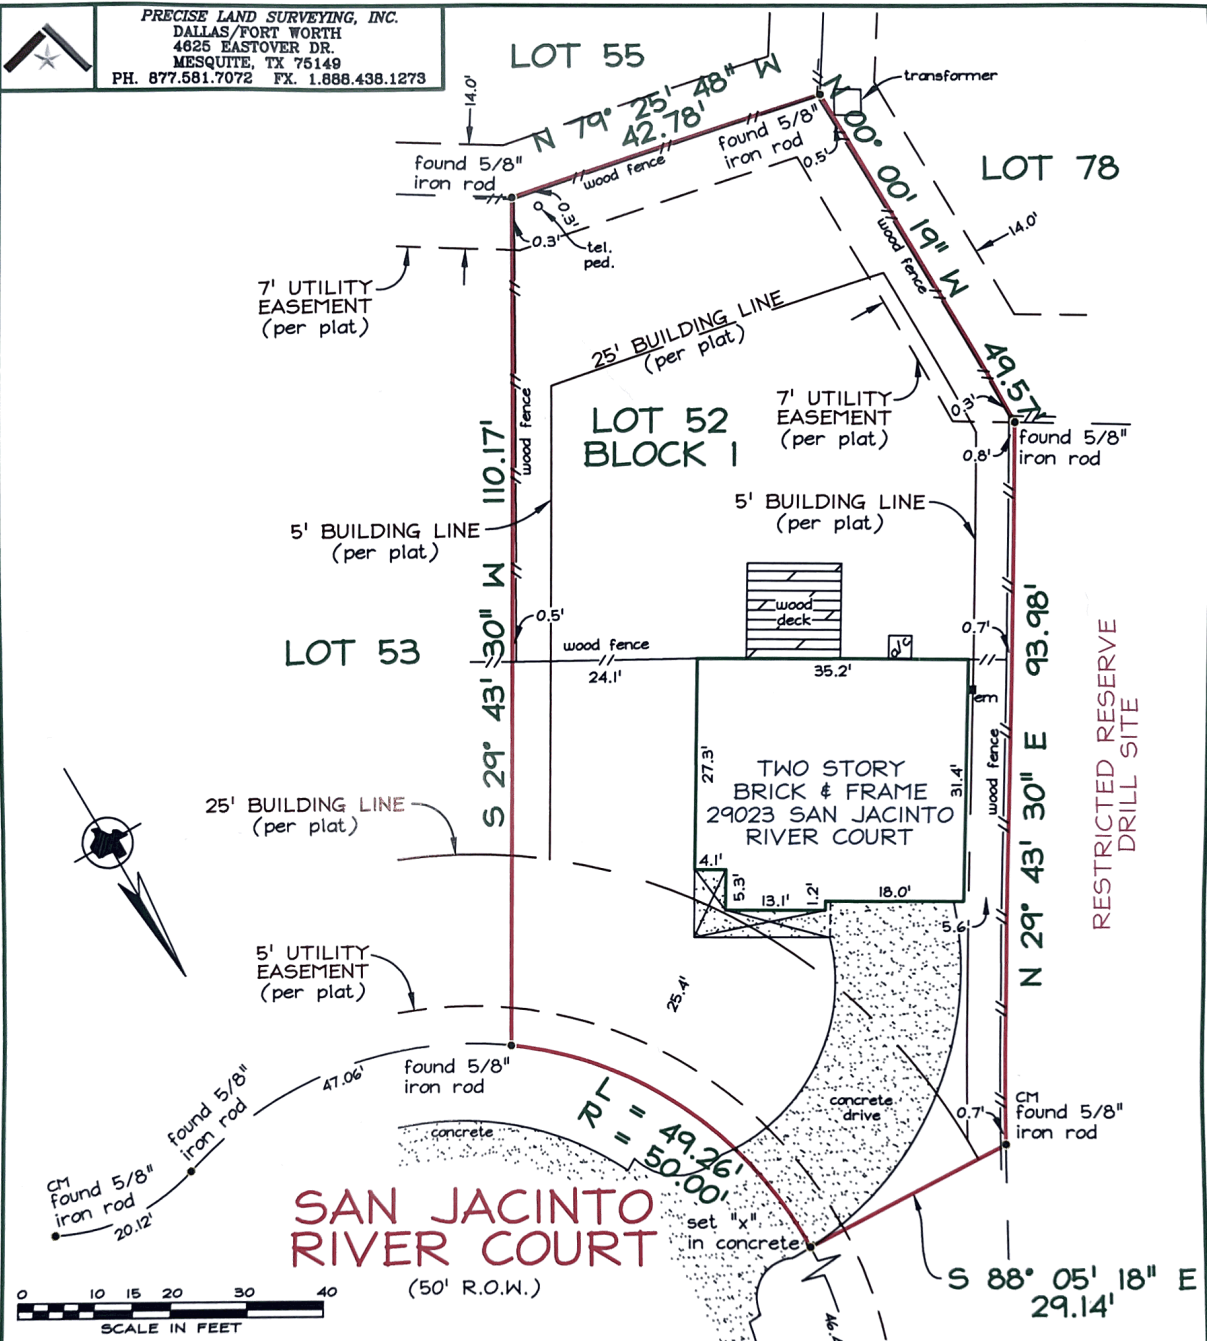 PRECISE LAND SURVEYING, INC.
DALLAS/FORT WORTH
4625 EASTOVER DR.
MESQUITE, TX 75149
PH. 877.581.7072 FX. 1.888.438.1273
LOT 55
14.0'
N 79° 25' 48" W
42.78'
transformer
found 5/8"
iron rod
found 5/8"
iron rod
wood fence
0.5'
N 00° 00' 19" W
49.57'
wood fence
LOT 78
14.0'
0.3'
0.3'
tel.
ped.
7' UTILITY
EASEMENT
(per plat)
25' BUILDING LINE
(per plat)
7' UTILITY
EASEMENT
(per plat)
0.3'
0.8'
found 5/8"
iron rod
LOT 52
BLOCK 1
wood fence
S 29° 43' 30" W 110.17'
5' BUILDING LINE
(per plat)
5' BUILDING LINE
(per plat)
wood
deck
a/c
0.5'
wood fence
24.1'
35.2'
0.7'
LOT 53
em
N 29° 43' 30" E 93.98'
RESTRICTED RESERVE
DRILL SITE
wood fence
27.3'
31.4'
TWO STORY
BRICK & FRAME
29023 SAN JACINTO
RIVER COURT
25' BUILDING LINE
(per plat)
4.1'
5.3'
13.1'
1.2'
18.0'
5.6'
5' UTILITY
EASEMENT
(per plat)
25.4'
found 5/8"
iron rod
47.06'
found 5/8"
iron rod
CM
found 5/8"
iron rod
20.12'
concrete
L = 49.26'
R = 50.00'
concrete
drive
0.7'
CM
found 5/8"
iron rod
SAN JACINTO
RIVER COURT
(50' R.O.W.)
set "x"
in concrete
S 88° 05' 18" E
29.14'
0 10 15 20 30 40
SCALE IN FEET